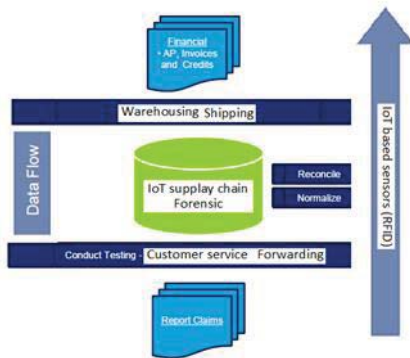 Financial
• AP, Invoices
and Credits
Warehousing Shipping
Data Flow
IoT supplay chain
Forensic
Reconcile
Normalize
IoT based sensors (RFID)
Conduct Testing - Customer service Forwarding
Report Claims